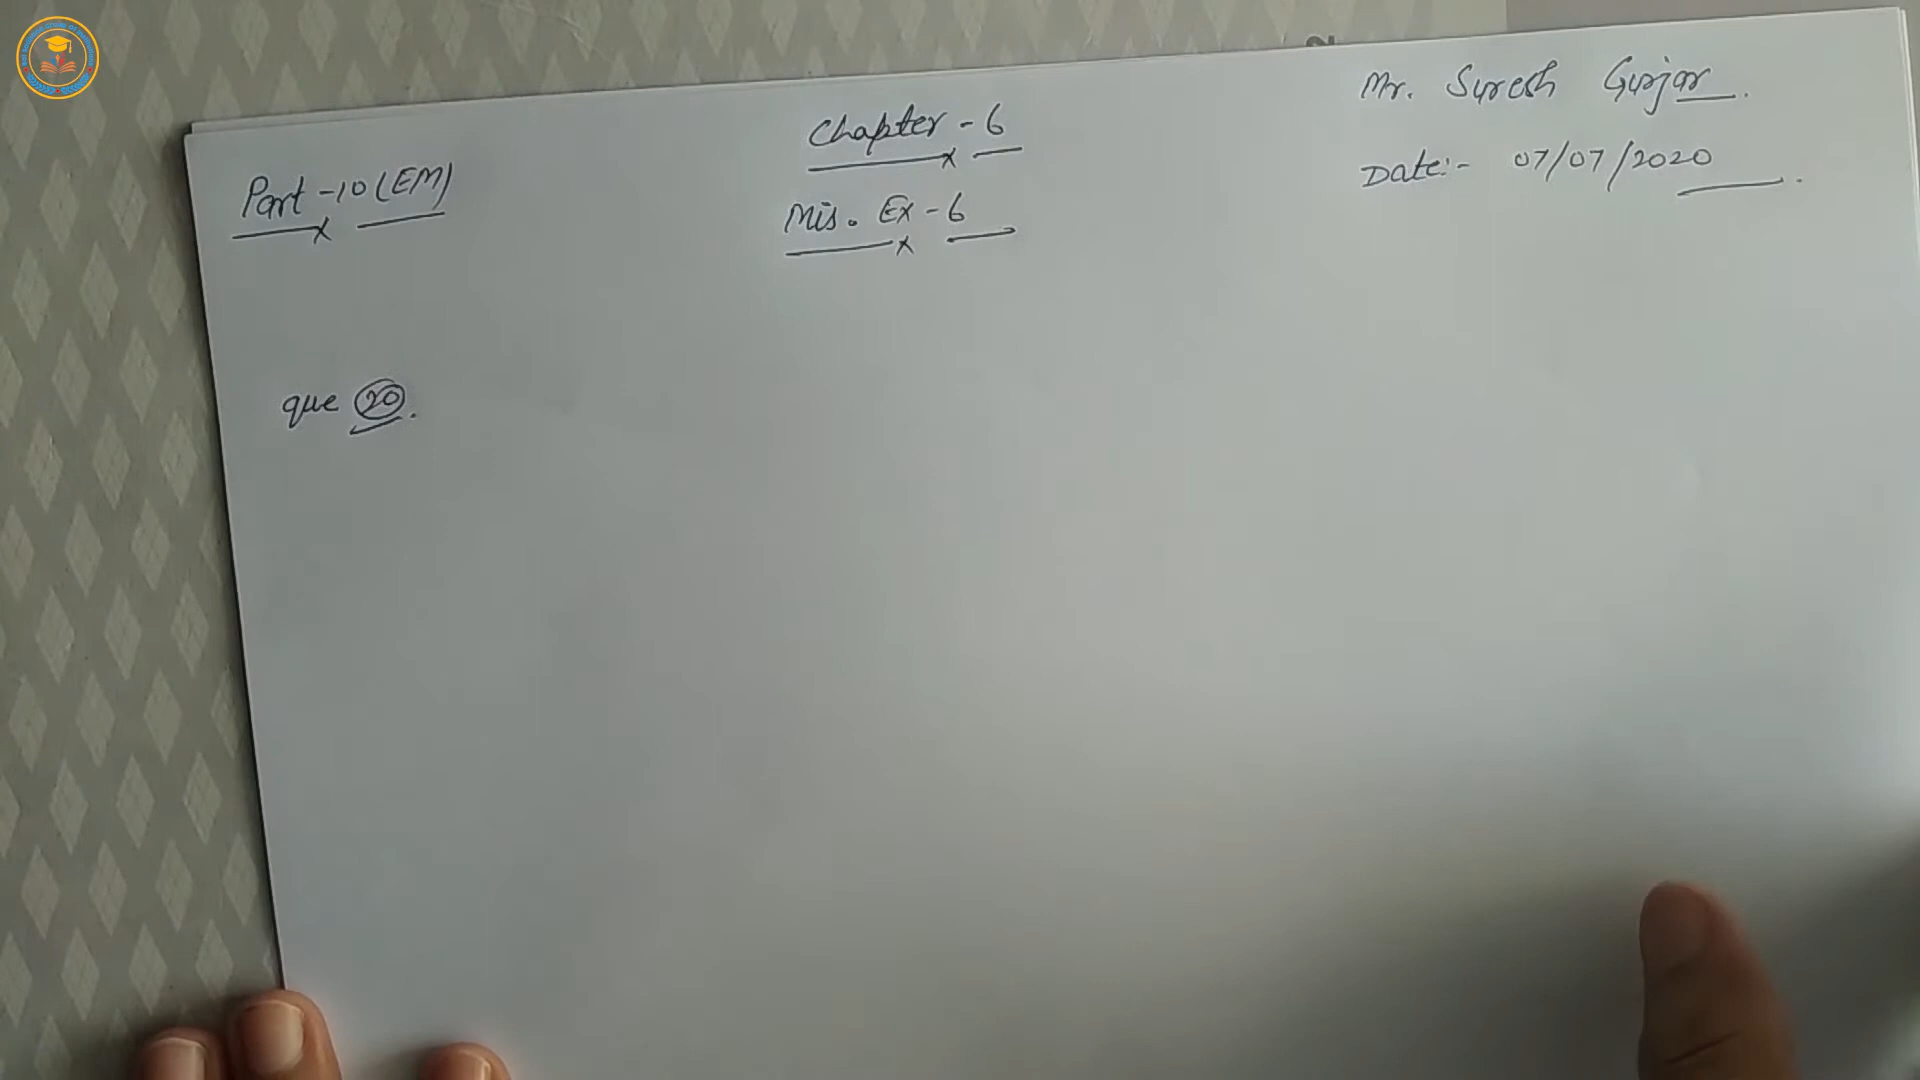 Mr. Suresh Gurjar.
Date:- 07/07/2020.
Chapter - 6
Mis. Ex - 6
Part - 10 (EM)
que 20.